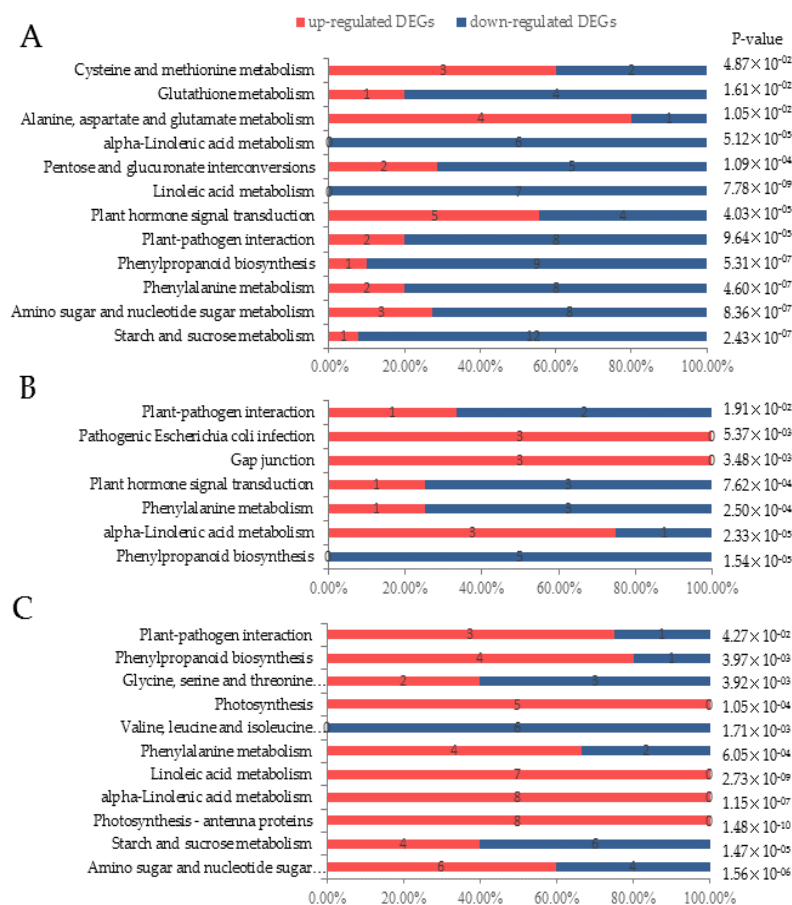 up-regulated DEGs down-regulated DEGs
A
P-value
Cysteine and methionine metabolism 3 2 4.87×10⁻⁰²
Glutathione metabolism 1 4 1.61×10⁻⁰²
Alanine, aspartate and glutamate metabolism 4 1 1.05×10⁻⁰²
alpha-Linolenic acid metabolism 0 6 5.12×10⁻⁰⁵
Pentose and glucuronate interconversions 2 5 1.09×10⁻⁰⁴
Linoleic acid metabolism 0 7 7.78×10⁻⁰⁹
Plant hormone signal transduction 5 4 4.03×10⁻⁰⁵
Plant-pathogen interaction 2 8 9.64×10⁻⁰⁵
Phenylpropanoid biosynthesis 1 9 5.31×10⁻⁰⁷
Phenylalanine metabolism 2 8 4.60×10⁻⁰⁷
Amino sugar and nucleotide sugar metabolism 3 8 8.36×10⁻⁰⁷
Starch and sucrose metabolism 1 12 2.43×10⁻⁰⁷
0.00% 20.00% 40.00% 60.00% 80.00% 100.00%
B
Plant-pathogen interaction 1 2 1.91×10⁻⁰²
Pathogenic Escherichia coli infection 3 0 5.37×10⁻⁰³
Gap junction 3 0 3.48×10⁻⁰³
Plant hormone signal transduction 1 3 7.62×10⁻⁰⁴
Phenylalanine metabolism 1 3 2.50×10⁻⁰⁴
alpha-Linolenic acid metabolism 3 1 2.33×10⁻⁰⁵
Phenylpropanoid biosynthesis 0 5 1.54×10⁻⁰⁵
0.00% 20.00% 40.00% 60.00% 80.00% 100.00%
C
Plant-pathogen interaction 3 1 4.27×10⁻⁰²
Phenylpropanoid biosynthesis 4 1 3.97×10⁻⁰³
Glycine, serine and threonine... 2 3 3.92×10⁻⁰³
Photosynthesis 5 0 1.05×10⁻⁰⁴
Valine, leucine and isoleucine... 0 6 1.71×10⁻⁰³
Phenylalanine metabolism 4 2 6.05×10⁻⁰⁴
Linoleic acid metabolism 7 0 2.73×10⁻⁰⁹
alpha-Linolenic acid metabolism 8 0 1.15×10⁻⁰⁷
Photosynthesis - antenna proteins 8 0 1.48×10⁻¹⁰
Starch and sucrose metabolism 4 6 1.47×10⁻⁰⁵
Amino sugar and nucleotide sugar... 6 4 1.56×10⁻⁰⁶
0.00% 20.00% 40.00% 60.00% 80.00% 100.00%